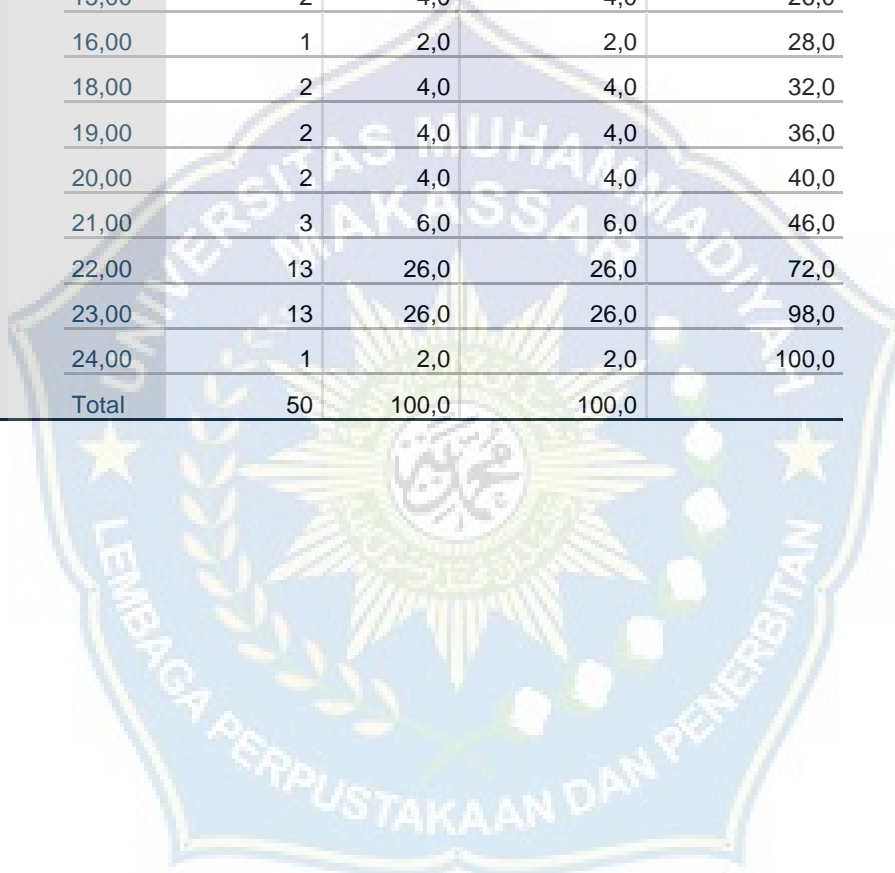 16,00 1 2,0 2,0 28,0
18,00 2 4,0 4,0 32,0
19,00 2 4,0 4,0 36,0
20,00 2 4,0 4,0 40,0
21,00 3 6,0 6,0 46,0
22,00 13 26,0 26,0 72,0
23,00 13 26,0 26,0 98,0
24,00 1 2,0 2,0 100,0
Total 50 100,0 100,0
UNIVERSITAS MUHAMMADIYAH
MAKASSAR
LEMBAGA PERPUSTAKAAN DAN PENERBITAN